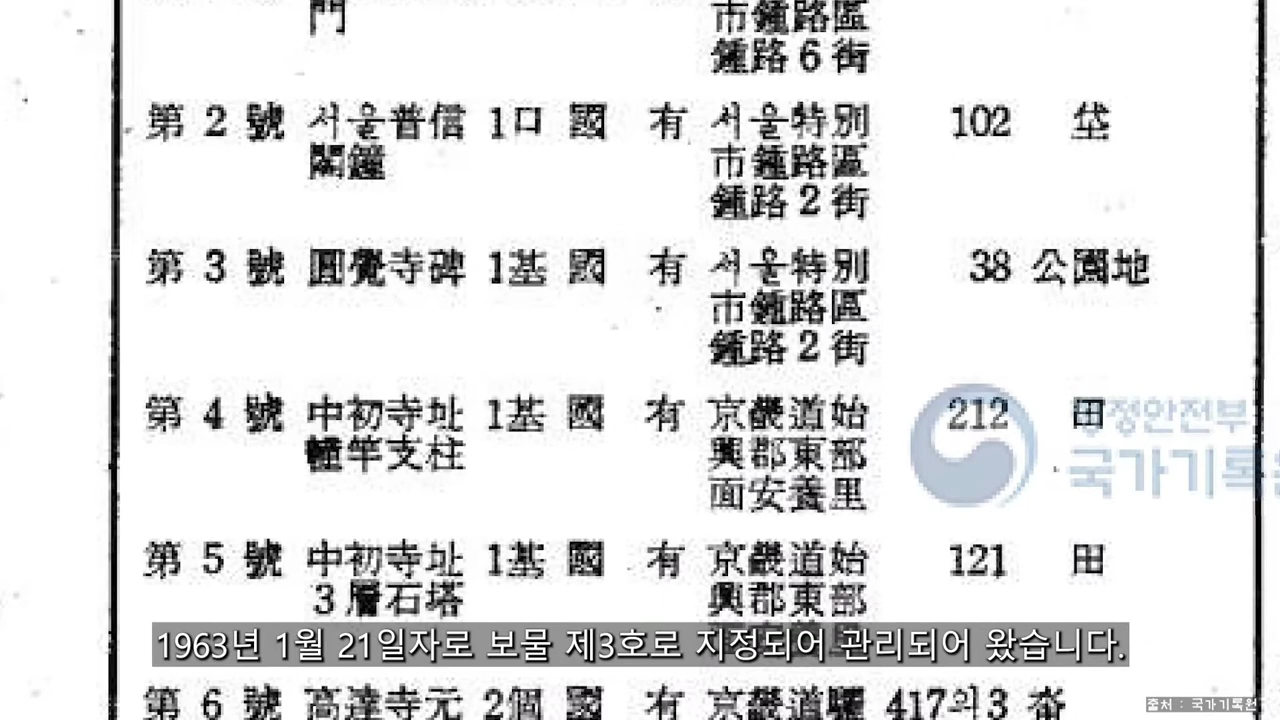 門 市鍾路區
鍾路 6 街
第 2 號 서울普信 1口 國 有 서울特別 102 垈
閣鐘 市鍾路區
鍾路 2 街
第 3 號 圓覺寺碑 1基 國 有 서울特別 38 公園地
市鍾路區
鍾路 2 街
第 4 號 中初寺址 1基 國 有 京畿道始 212 田
幢竿支柱 興郡東部
面安養里
第 5 號 中初寺址 1基 國 有 京畿道始 121 田
3層石塔 興郡東部
第 6 號 高達寺元 2個 國 有 京畿道驪 417의3
행정안전부
국가기록원
1963년 1월 21일자로 보물 제3호로 지정되어 관리되어 왔습니다.
출처 : 국가기록원